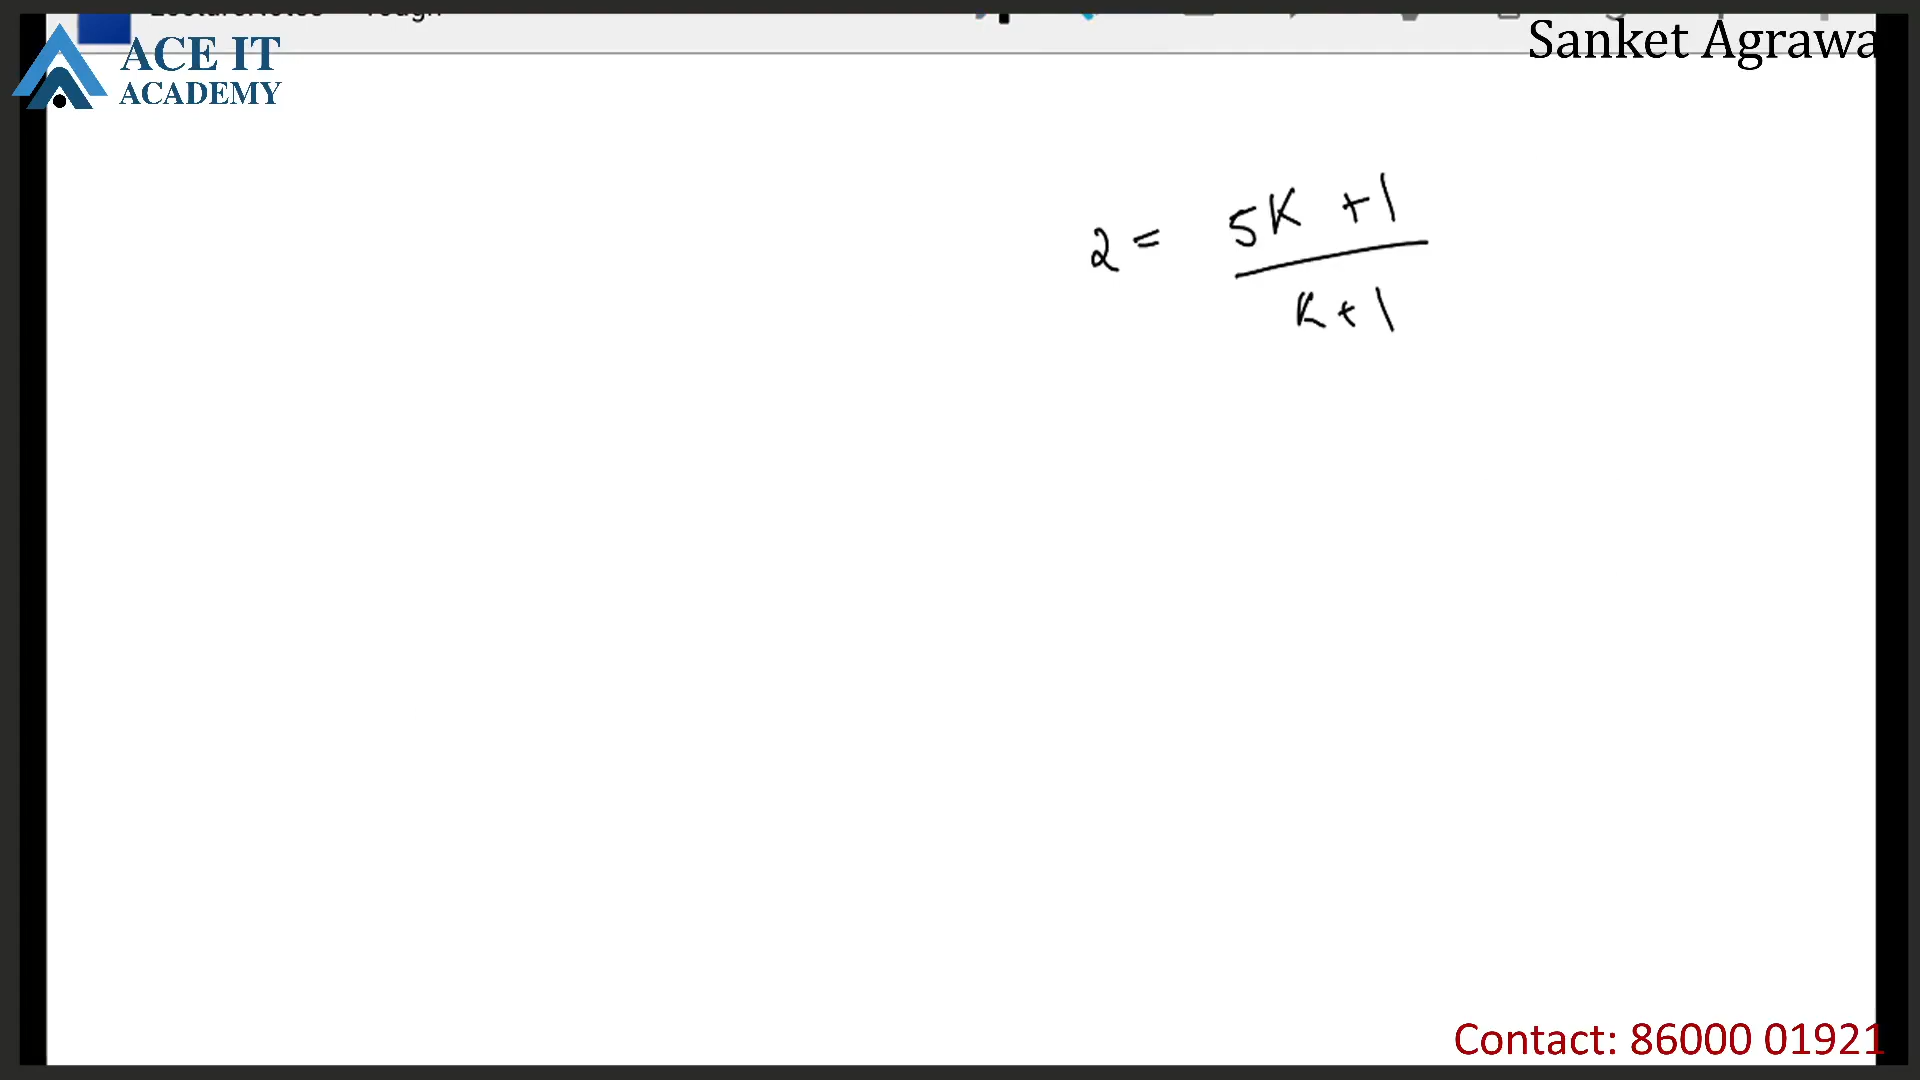 Sanket Agrawa
ACE IT
ACADEMY
2 = 5K + 1
K + 1
Contact: 86000 01921